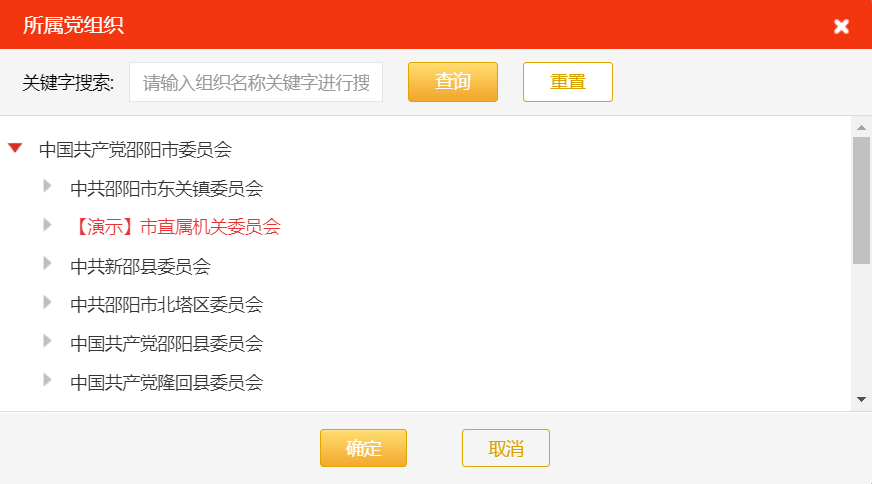 所属党组织
关键字搜索: 请输入组织名称关键字进行搜 查询 重置
中国共产党邵阳市委员会
中共邵阳市东关镇委员会
【演示】市直属机关委员会
中共新邵县委员会
中共邵阳市北塔区委员会
中国共产党邵阳县委员会
中国共产党隆回县委员会
确定 取消